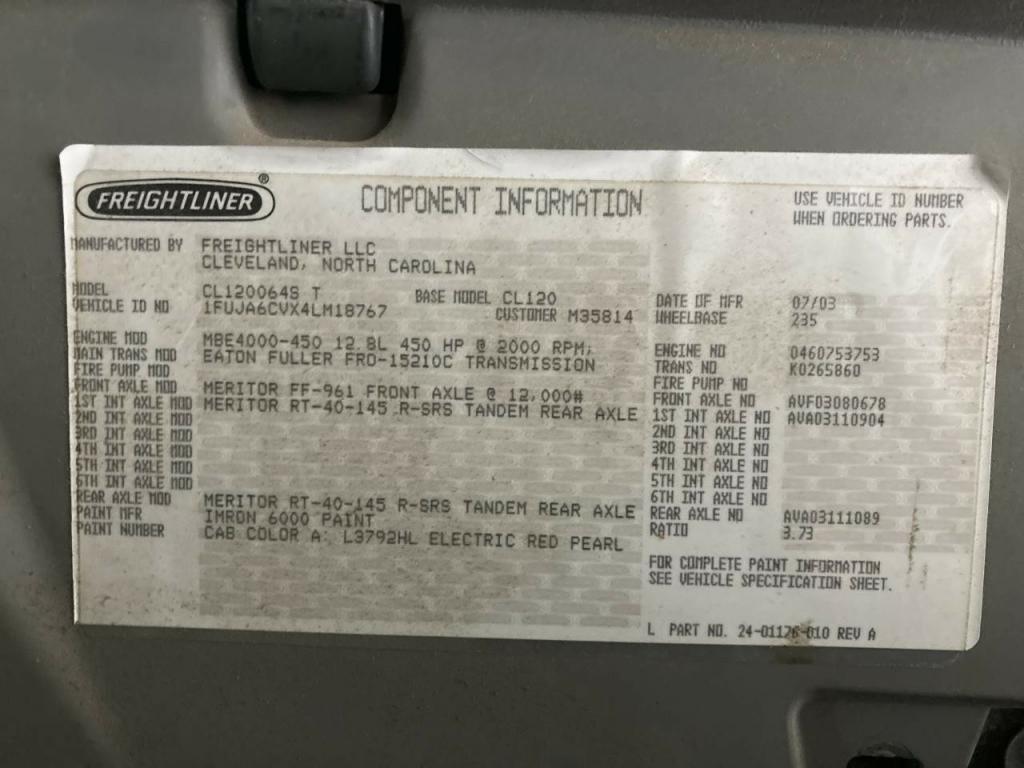 FREIGHTLINER®
COMPONENT INFORMATION
USE VEHICLE ID NUMBER
WHEN ORDERING PARTS.
MANUFACTURED BY FREIGHTLINER LLC
CLEVELAND, NORTH CAROLINA
MODEL CL120064S T BASE MODEL CL120
VEHICLE ID NO 1FUJA6CVX4LM18767 CUSTOMER M35814
DATE OF MFR 07/03
WHEELBASE 235
ENGINE MOD MBE4000-450 12.8L 450 HP @ 2000 RPM;
MAIN TRANS MOD EATON FULLER FRO-15210C TRANSMISSION
FIRE PUMP MOD
FRONT AXLE MOD MERITOR FF-961 FRONT AXLE @ 12,000#
1ST INT AXLE MOD MERITOR RT-40-145 R-SRS TANDEM REAR AXLE
2ND INT AXLE MOD
3RD INT AXLE MOD
4TH INT AXLE MOD
5TH INT AXLE MOD
6TH INT AXLE MOD
REAR AXLE MOD MERITOR RT-40-145 R-SRS TANDEM REAR AXLE
PAINT MFR IMRON 6000 PAINT
PAINT NUMBER CAB COLOR A: L3792HL ELECTRIC RED PEARL
ENGINE NO 0460753753
TRANS NO K0265860
FIRE PUMP NO
FRONT AXLE NO AVF03080678
1ST INT AXLE NO AVA03110904
2ND INT AXLE NO
3RD INT AXLE NO
4TH INT AXLE NO
5TH INT AXLE NO
6TH INT AXLE NO
REAR AXLE NO AVA03111089
RATIO 3.73
FOR COMPLETE PAINT INFORMATION
SEE VEHICLE SPECIFICATION SHEET.
L PART NO. 24-01176-010 REV A